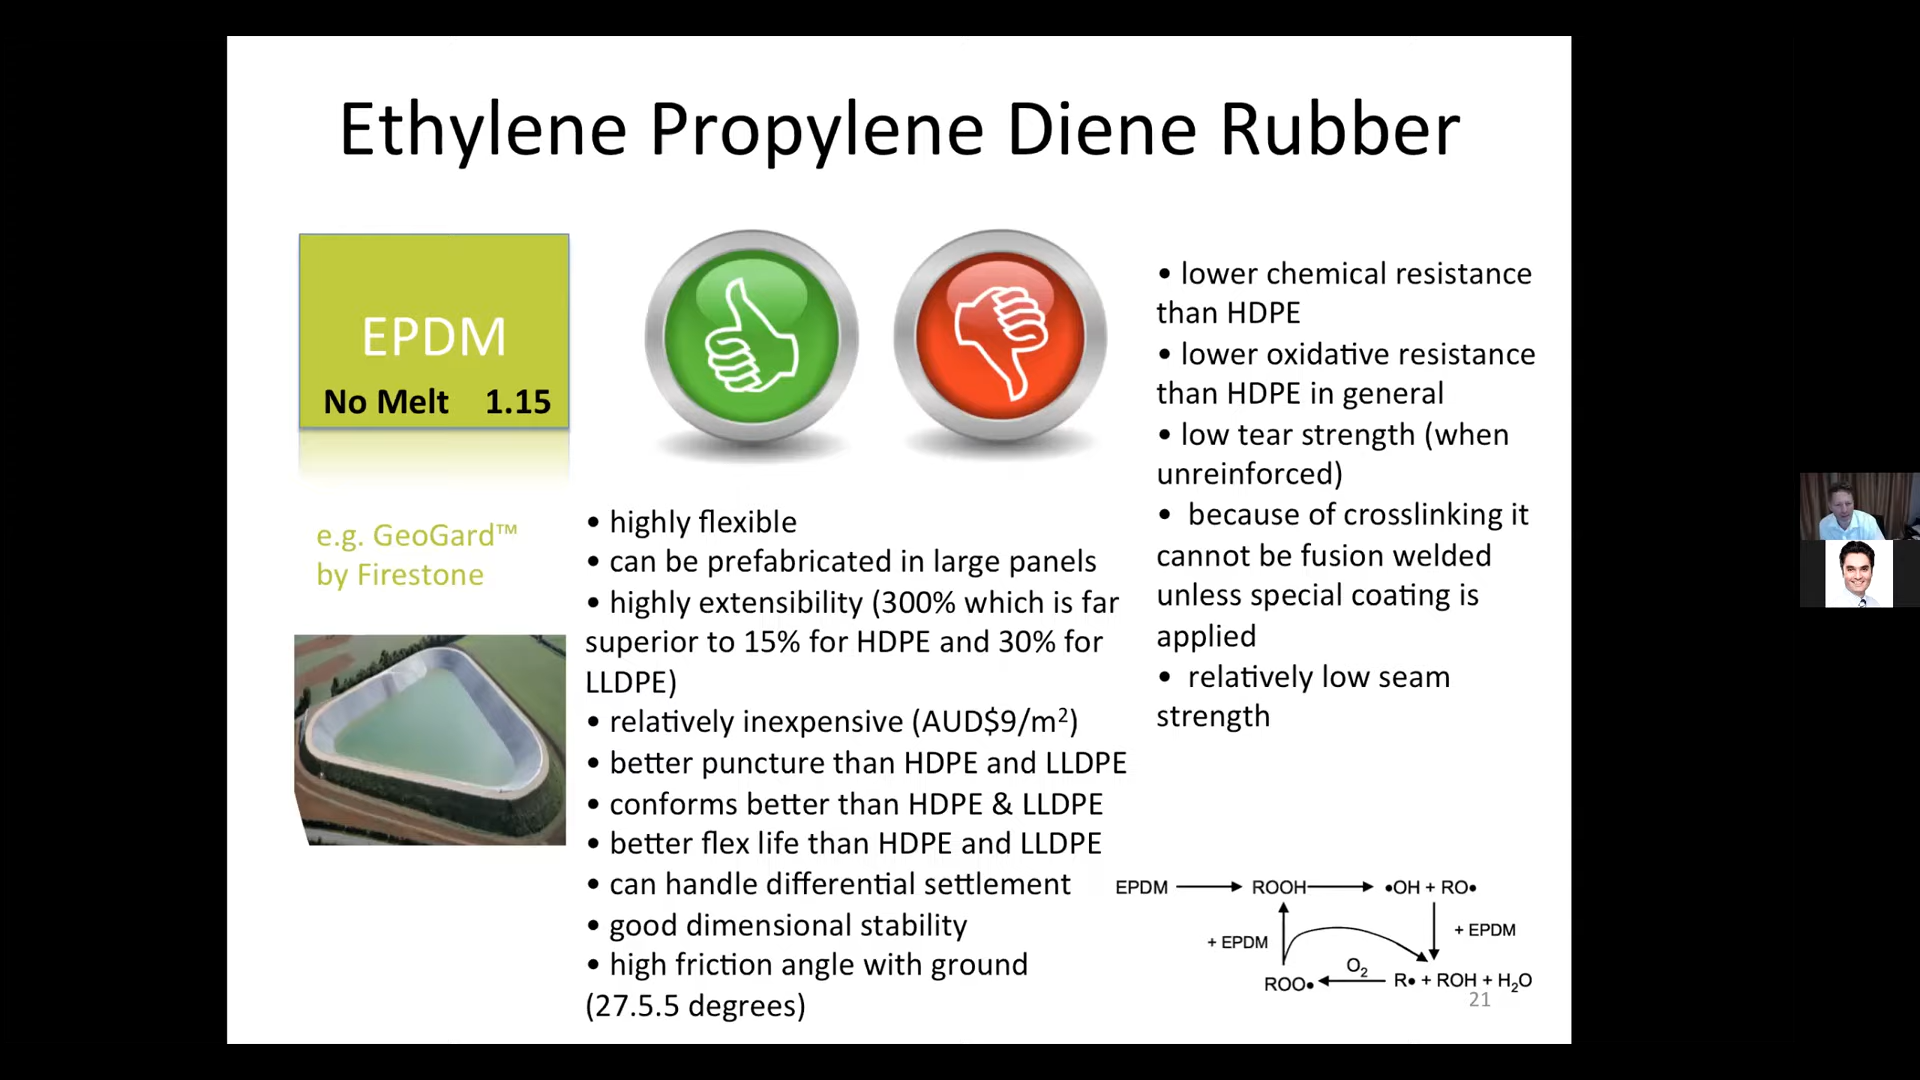 Ethylene Propylene Diene Rubber
EPDM
No Melt 1.15
e.g. GeoGard™
by Firestone
• highly flexible
• can be prefabricated in large panels
• highly extensibility (300% which is far
superior to 15% for HDPE and 30% for
LLDPE)
• relatively inexpensive (AUD$9/m²)
• better puncture than HDPE and LLDPE
• conforms better than HDPE & LLDPE
• better flex life than HDPE and LLDPE
• can handle differential settlement
• good dimensional stability
• high friction angle with ground
(27.5.5 degrees)
• lower chemical resistance
than HDPE
• lower oxidative resistance
than HDPE in general
• low tear strength (when
unreinforced)
• because of crosslinking it
cannot be fusion welded
unless special coating is
applied
• relatively low seam
strength
EPDM ROOH •OH + RO•
+ EPDM + EPDM
ROO• O₂ R• + ROH + H₂O
21